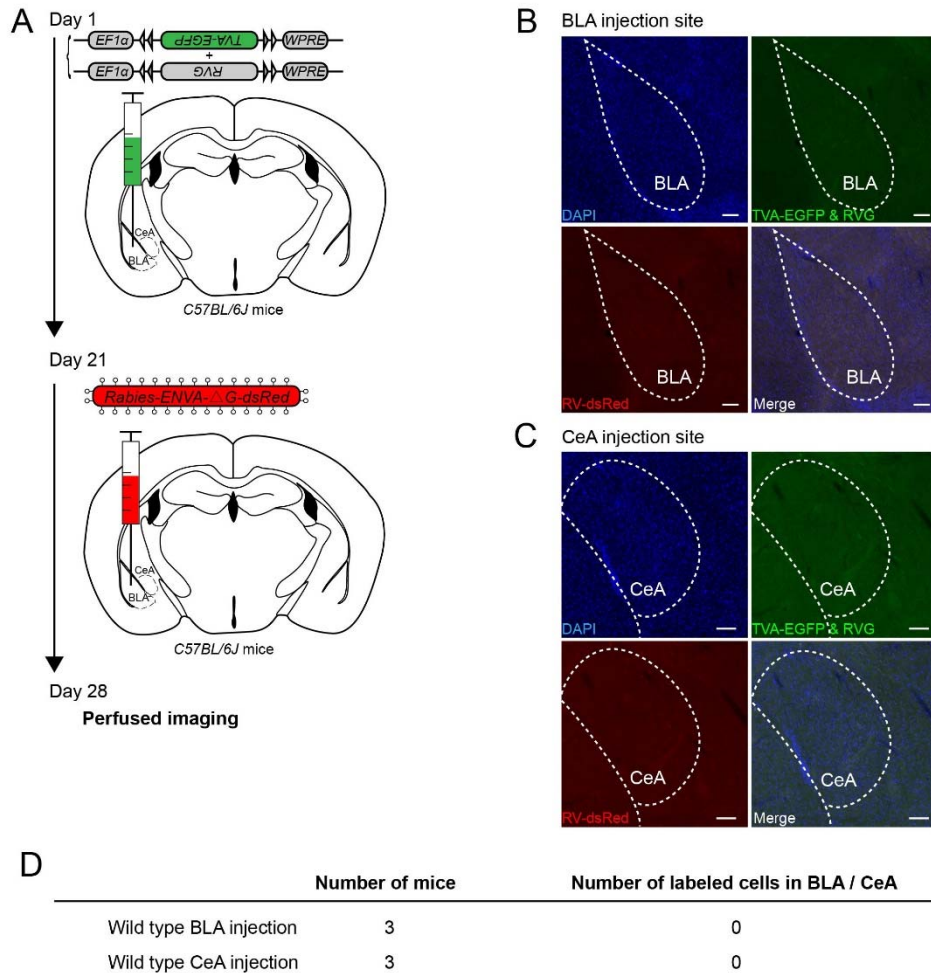 A
Day 1
EF1α TVA-EGFP WPRE
+
EF1α RVG WPRE
CeA
BLA
C57BL/6J mice
Day 21
Rabies-ENVA-△G-dsRed
CeA
BLA
C57BL/6J mice
Day 28
Perfused imaging
B BLA injection site
BLA
DAPI
BLA
TVA-EGFP & RVG
BLA
RV-dsRed
BLA
Merge
C CeA injection site
CeA
DAPI
CeA
TVA-EGFP & RVG
CeA
RV-dsRed
CeA
Merge
D
Number of mice Number of labeled cells in BLA / CeA
Wild type BLA injection 3 0
Wild type CeA injection 3 0